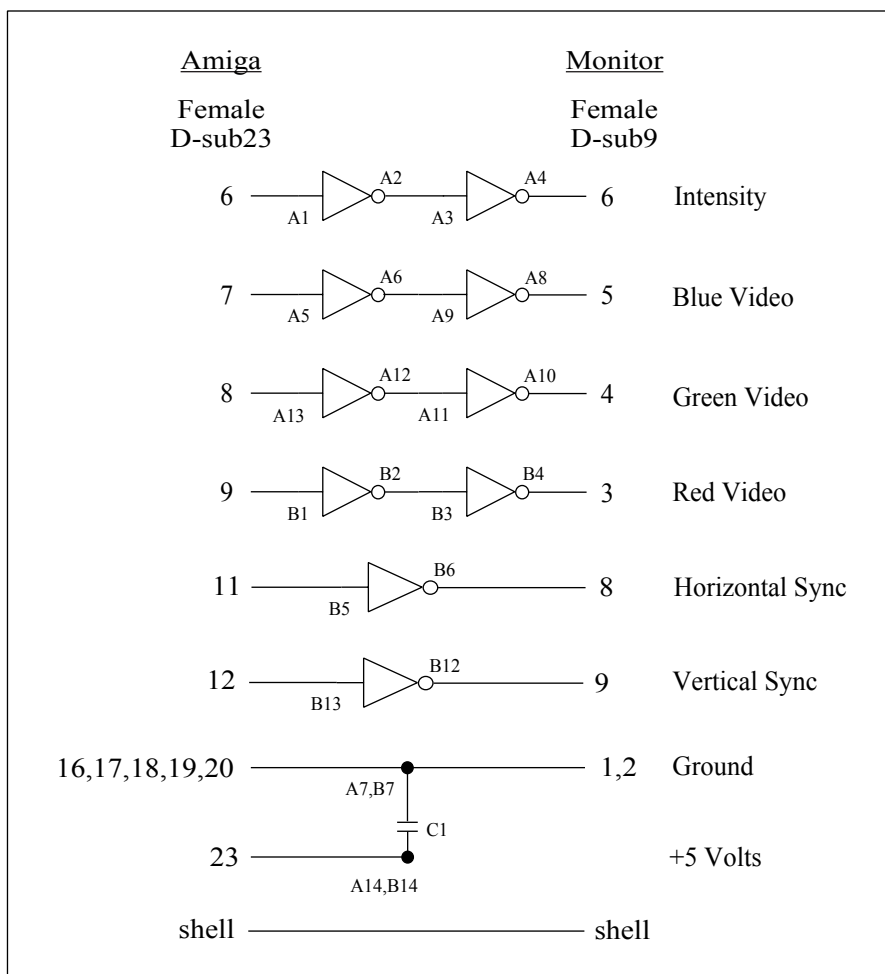 Amiga Monitor
Female Female
D-sub23 D-sub9
6 A1 A2 A3 A4 6 Intensity
7 A5 A6 A9 A8 5 Blue Video
8 A13 A12 A11 A10 4 Green Video
9 B1 B2 B3 B4 3 Red Video
11 B5 B6 8 Horizontal Sync
12 B13 B12 9 Vertical Sync
16,17,18,19,20 1,2 Ground
A7,B7
C1
23 +5 Volts
A14,B14
shell shell